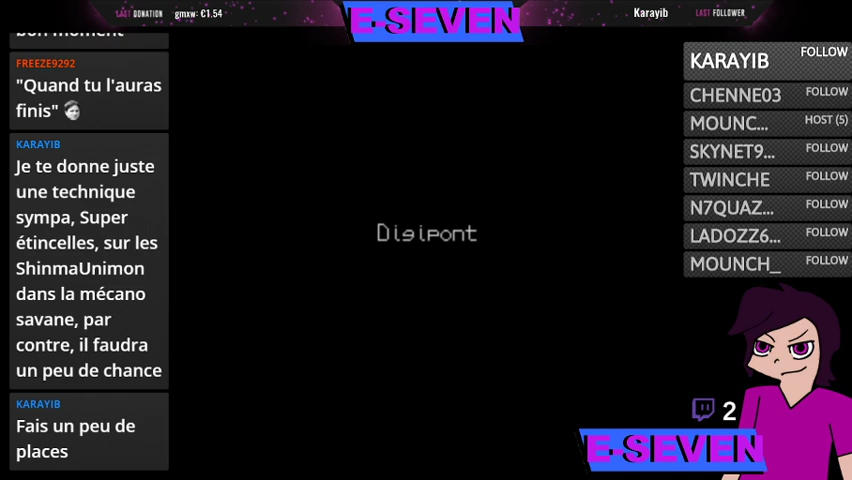 LAST DONATION gmxw: €1.54
E-SEVEN
Karayib LAST FOLLOWER
bon moment
FREEZE9292
"Quand tu l'auras
finis"
KARAYIB
Je te donne juste
une technique
sympa, Super
étincelles, sur les
ShinmaUnimon
dans la mécano
savane, par
contre, il faudra
un peu de chance
KARAYIB
Fais un peu de
places
Digipont
KARAYIB FOLLOW
CHENNE03 FOLLOW
MOUNC... HOST (5)
SKYNET9... FOLLOW
TWINCHE FOLLOW
N7QUAZ... FOLLOW
LADOZZ6... FOLLOW
MOUNCH_ FOLLOW
2
E-SEVEN